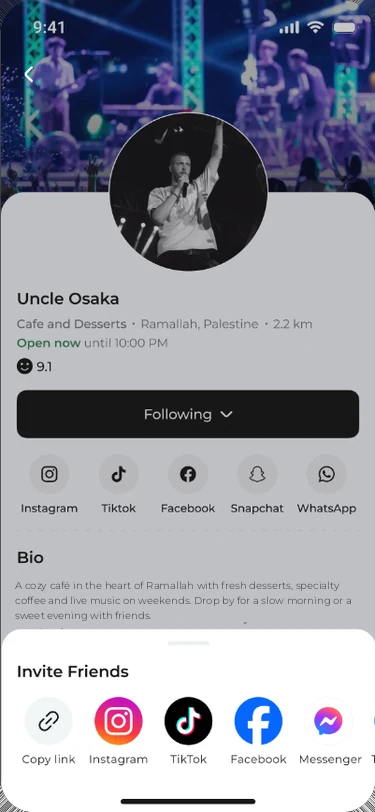 9:41
Uncle Osaka
Cafe and Desserts • Ramallah, Palestine • 2.2 km
Open now until 10:00 PM
9.1
Following
Instagram Tiktok Facebook Snapchat WhatsApp
Bio
A cozy café in the heart of Ramallah with fresh desserts, specialty
coffee and live music on weekends. Drop by for a slow morning or a
sweet evening with friends.
Invite Friends
Copy link Instagram TikTok Facebook Messenger